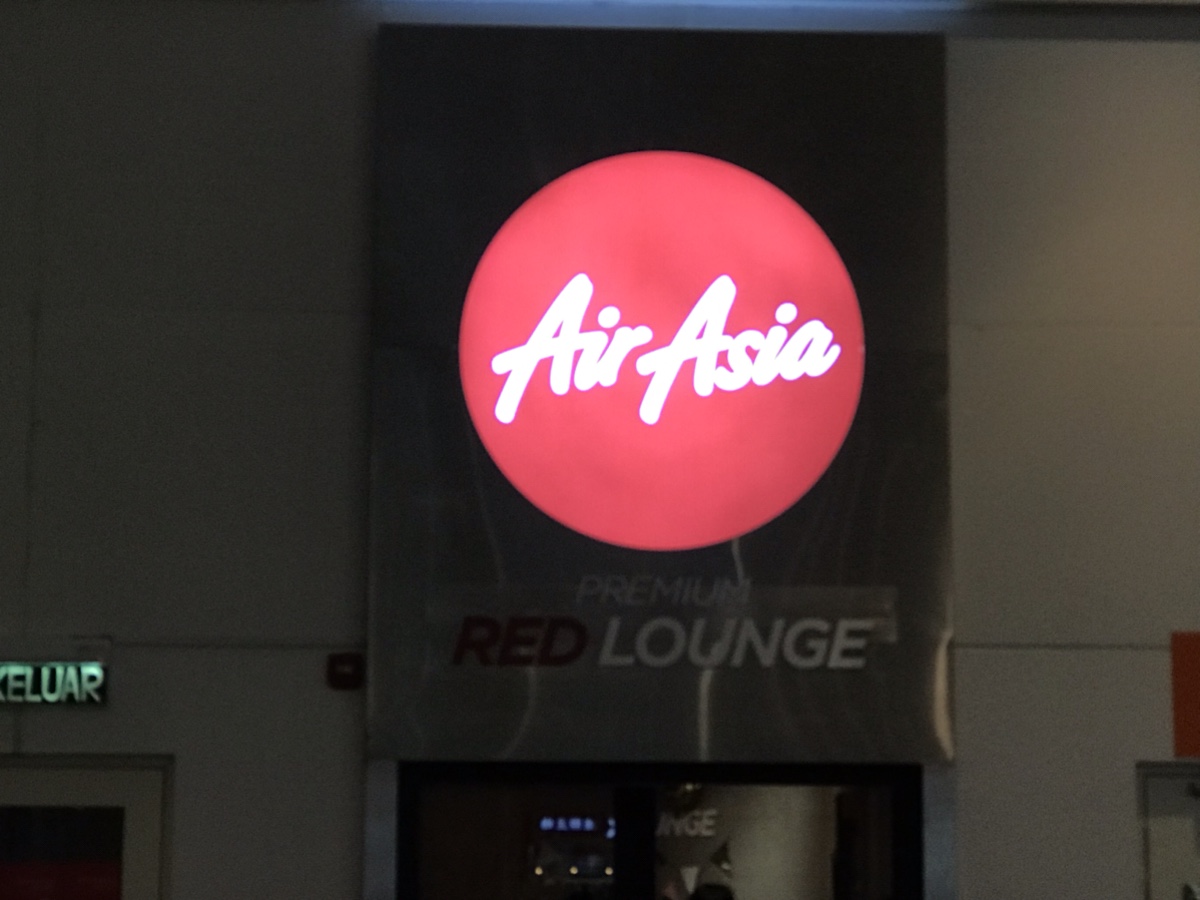 AirAsia
PREMIUM
RED LOUNGE
KELUAR